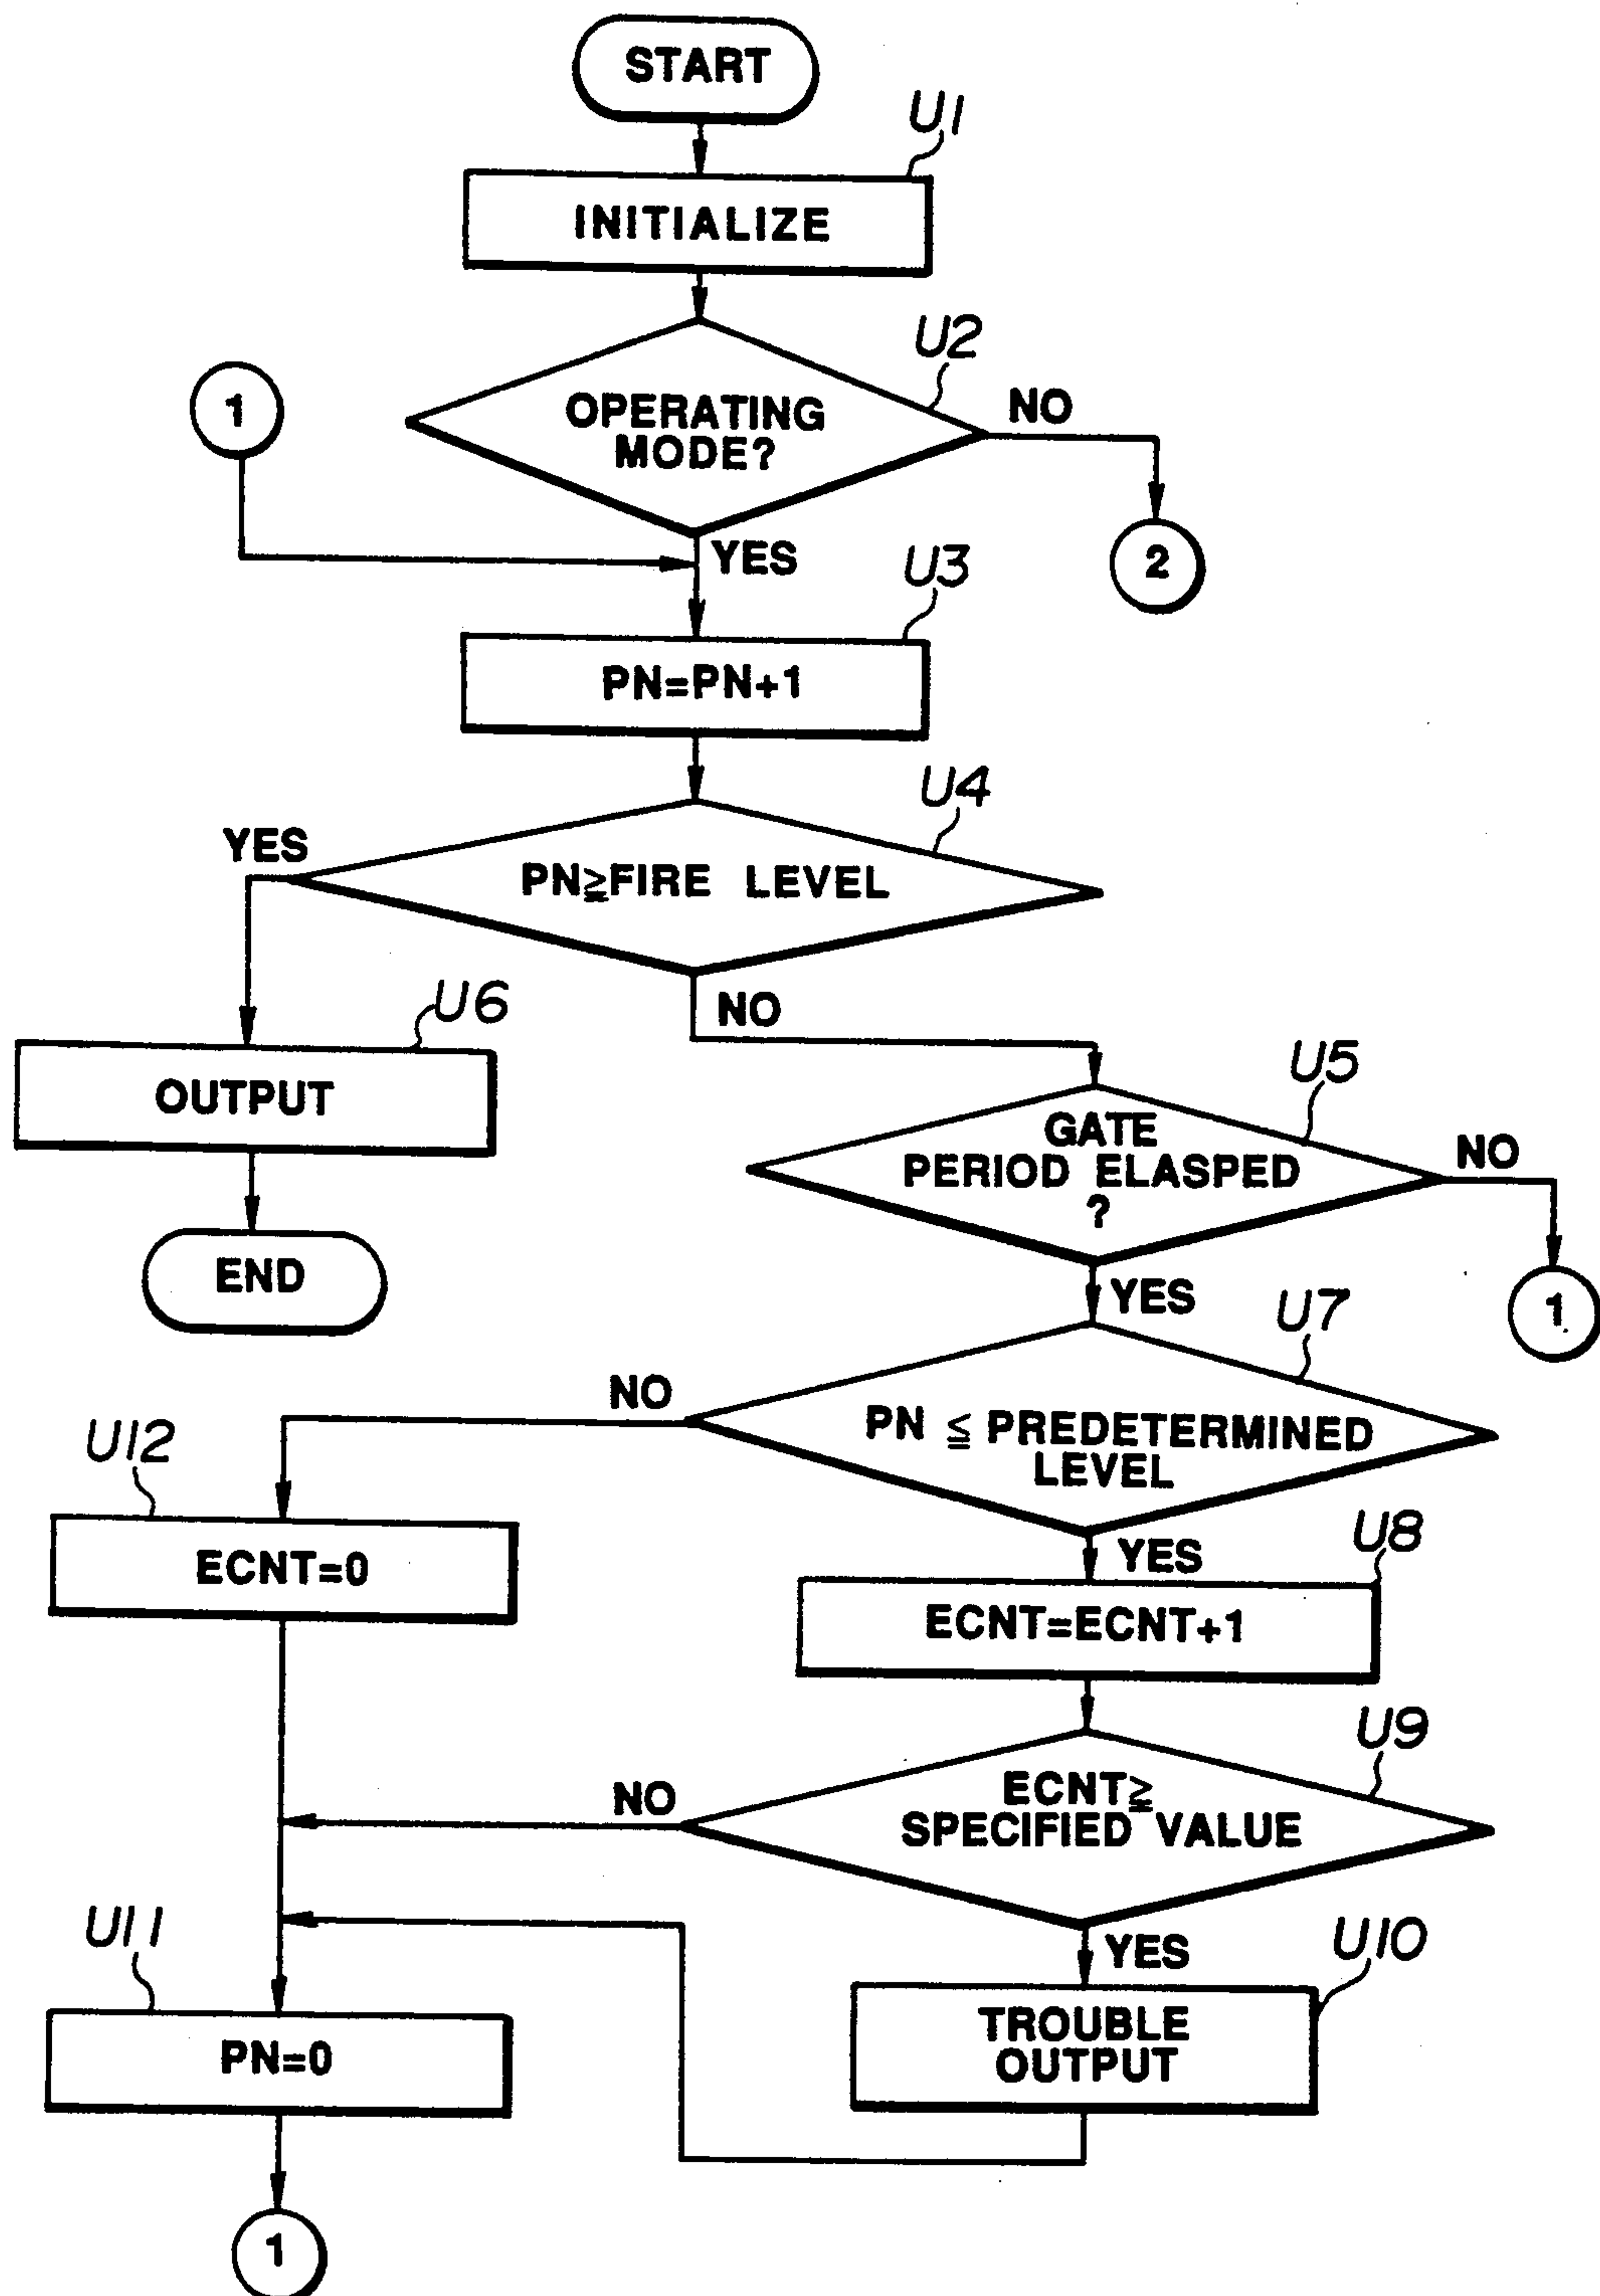 START
U1
INITIALIZE
U2
1
OPERATING
MODE?
NO
2
YES
U3
PN=PN+1
U4
YES
PN≧FIRE LEVEL
NO
U6
OUTPUT
END
U5
GATE
PERIOD ELASPED
?
NO
1
YES
U7
NO
PN ≦ PREDETERMINED
LEVEL
U12
ECNT=0
YES
U8
ECNT=ECNT+1
U9
NO
ECNT≧
SPECIFIED VALUE
YES
U10
TROUBLE
OUTPUT
U11
PN=0
1